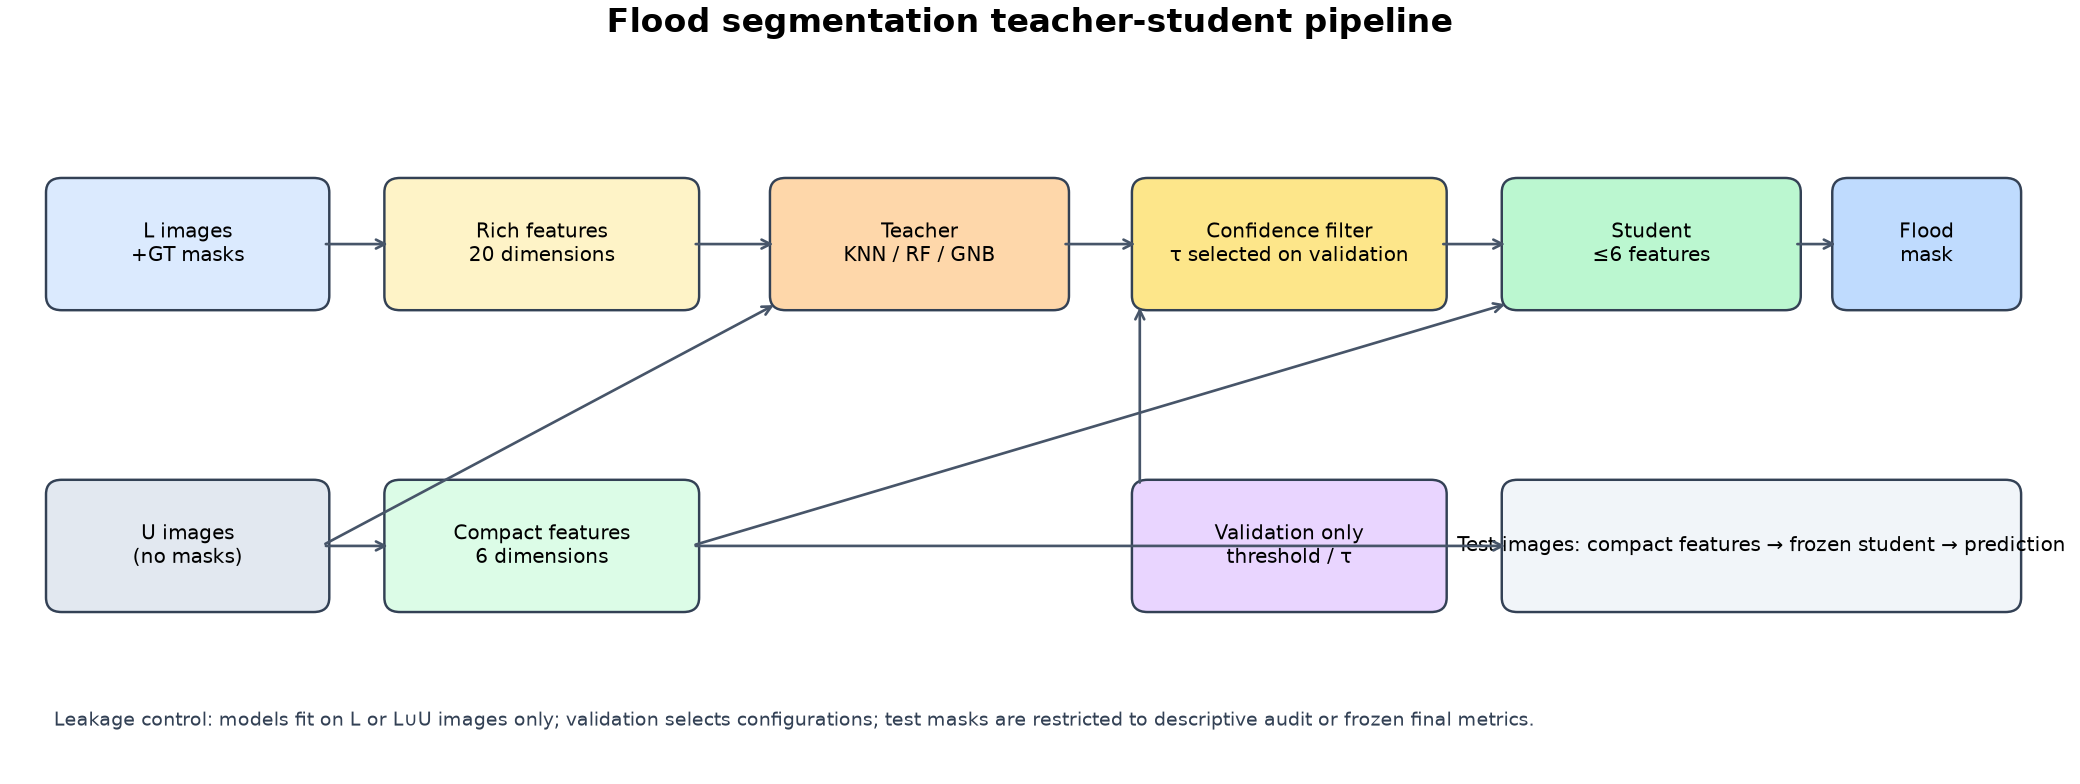 Flood segmentation teacher-student pipeline
L images
+GT masks
Rich features
20 dimensions
Teacher
KNN / RF / GNB
Confidence filter
τ selected on validation
Student
≤6 features
Flood
mask
U images
(no masks)
Compact features
6 dimensions
Validation only
threshold / τ
Test images: compact features → frozen student → prediction
Leakage control: models fit on L or L∪U images only; validation selects configurations; test masks are restricted to descriptive audit or frozen final metrics.